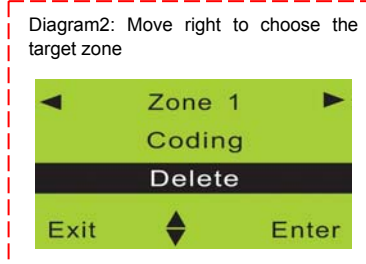 Diagram2: Move right to choose the
target zone
Zone 1
Coding
Delete
Exit Enter